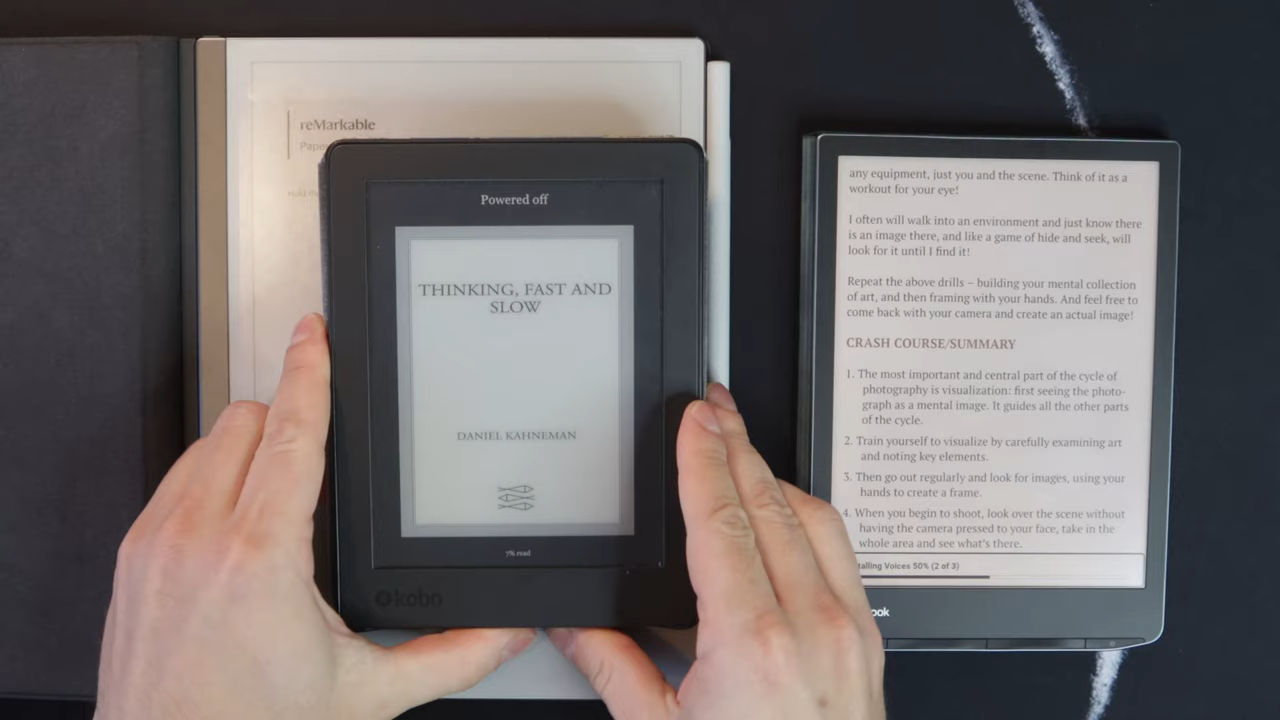 reMarkable
Powered off
THINKING, FAST AND
SLOW
DANIEL KAHNEMAN
7% read
kobo
any equipment, just you and the scene. Think of it as a
workout for your eye!
I often will walk into an environment and just know there
is an image there, and like a game of hide and seek, will
look for it until I find it!
Repeat the above drills – building your mental collection
of art, and then framing with your hands. And feel free to
come back with your camera and create an actual image!
CRASH COURSE/SUMMARY
1. The most important and central part of the cycle of
photography is visualization: first seeing the photo-
graph as a mental image. It guides all the other parts
of the cycle.
2. Train yourself to visualize by carefully examining art
and noting key elements.
3. Then go out regularly and look for images, using your
hands to create a frame.
4. When you begin to shoot, look over the scene without
having the camera pressed to your face, take in the
whole area and see what's there.
talling Voices 50% (2 of 3)
ook